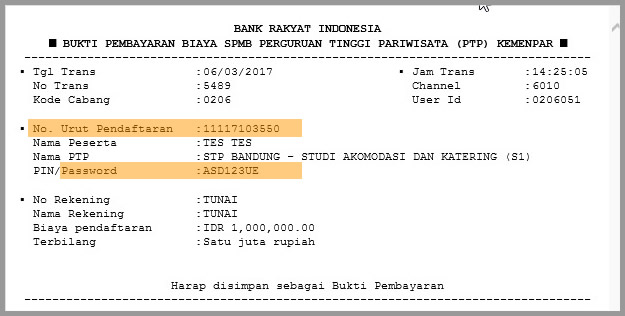 BANK RAKYAT INDONESIA
■ BUKTI PEMBAYARAN BIAYA SPMB PERGURUAN TINGGI PARIWISATA (PTP) KEMENPAR ■
▪ Tgl Trans :06/03/2017 ▪ Jam Trans :14:25:05
No Trans :5489 Channel :6010
Kode Cabang :0206 User Id :0206051
▪ No. Urut Pendaftaran :11117103550
Nama Peserta :TES TES
Nama PTP :STP BANDUNG - STUDI AKOMODASI DAN KATERING (S1)
PIN/Password :ASD123UE
▪ No Rekening :TUNAI
Nama Rekening :TUNAI
Biaya pendaftaran :IDR 1,000,000.00
Terbilang :Satu juta rupiah
Harap disimpan sebagai Bukti Pembayaran